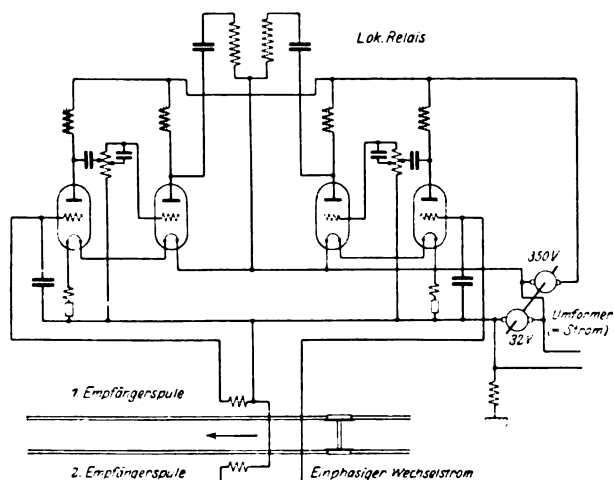 Lok. Relais
350V
Umformer
(= Strom)
32V
1. Empfängerspule
2. Empfängerspule
Einphasiger Wechselstrom